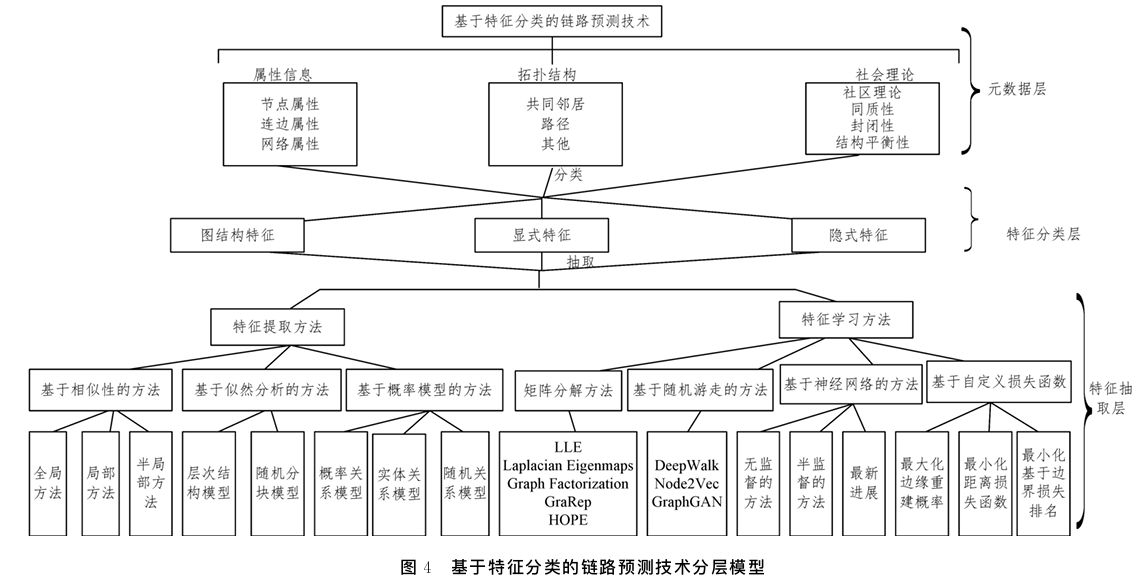 基于特征分类的链路预测技术
属性信息
拓扑结构
社会理论
节点属性
连边属性
网络属性
共同邻居
路径
其他
社区理论
同质性
封闭性
结构平衡性
元数据层
分类
图结构特征
显式特征
隐式特征
特征分类层
抽取
特征提取方法
特征学习方法
基于相似性的方法
基于似然分析的方法
基于概率模型的方法
矩阵分解方法
基于随机游走的方法
基于神经网络的方法
基于自定义损失函数
特征抽
取层
全局
方法
局部
方法
半局
部方
法
层次结
构模型
随机分
块模型
概率关
系模型
实体关
系模型
随机关
系模型
LLE
Laplacian Eigenmaps
Graph Factorization
GraRep
HOPE
DeepWalk
Node2Vec
GraphGAN
无监
督的
方法
半监
督的
方法
最新
进展
最大化
边缘重
建概率
最小化
距离损
失函数
最小化
基于边
界损失
排名
图 4 基于特征分类的链路预测技术分层模型